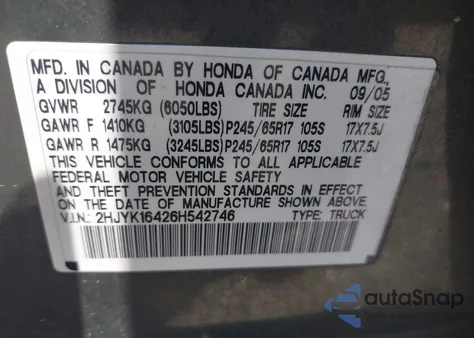 MFD. IN CANADA BY HONDA OF CANADA MFG.,
A DIVISION OF HONDA CANADA INC. 09/05
GVWR 2745KG (6050LBS) TIRE SIZE RIM SIZE
GAWR F 1410KG (3105LBS) P245/65R17 105S 17X7.5J
GAWR R 1475KG (3245LBS) P245/65R17 105S 17X7.5J
THIS VEHICLE CONFORMS TO ALL APPLICABLE
FEDERAL MOTOR VEHICLE SAFETY
AND THEFT PREVENTION STANDARDS IN EFFECT
ON THE DATE OF MANUFACTURE SHOWN ABOVE.
V.I.N.: 2HJYK16426H542746 TYPE: TRUCK
autoSnap
POWERED BY